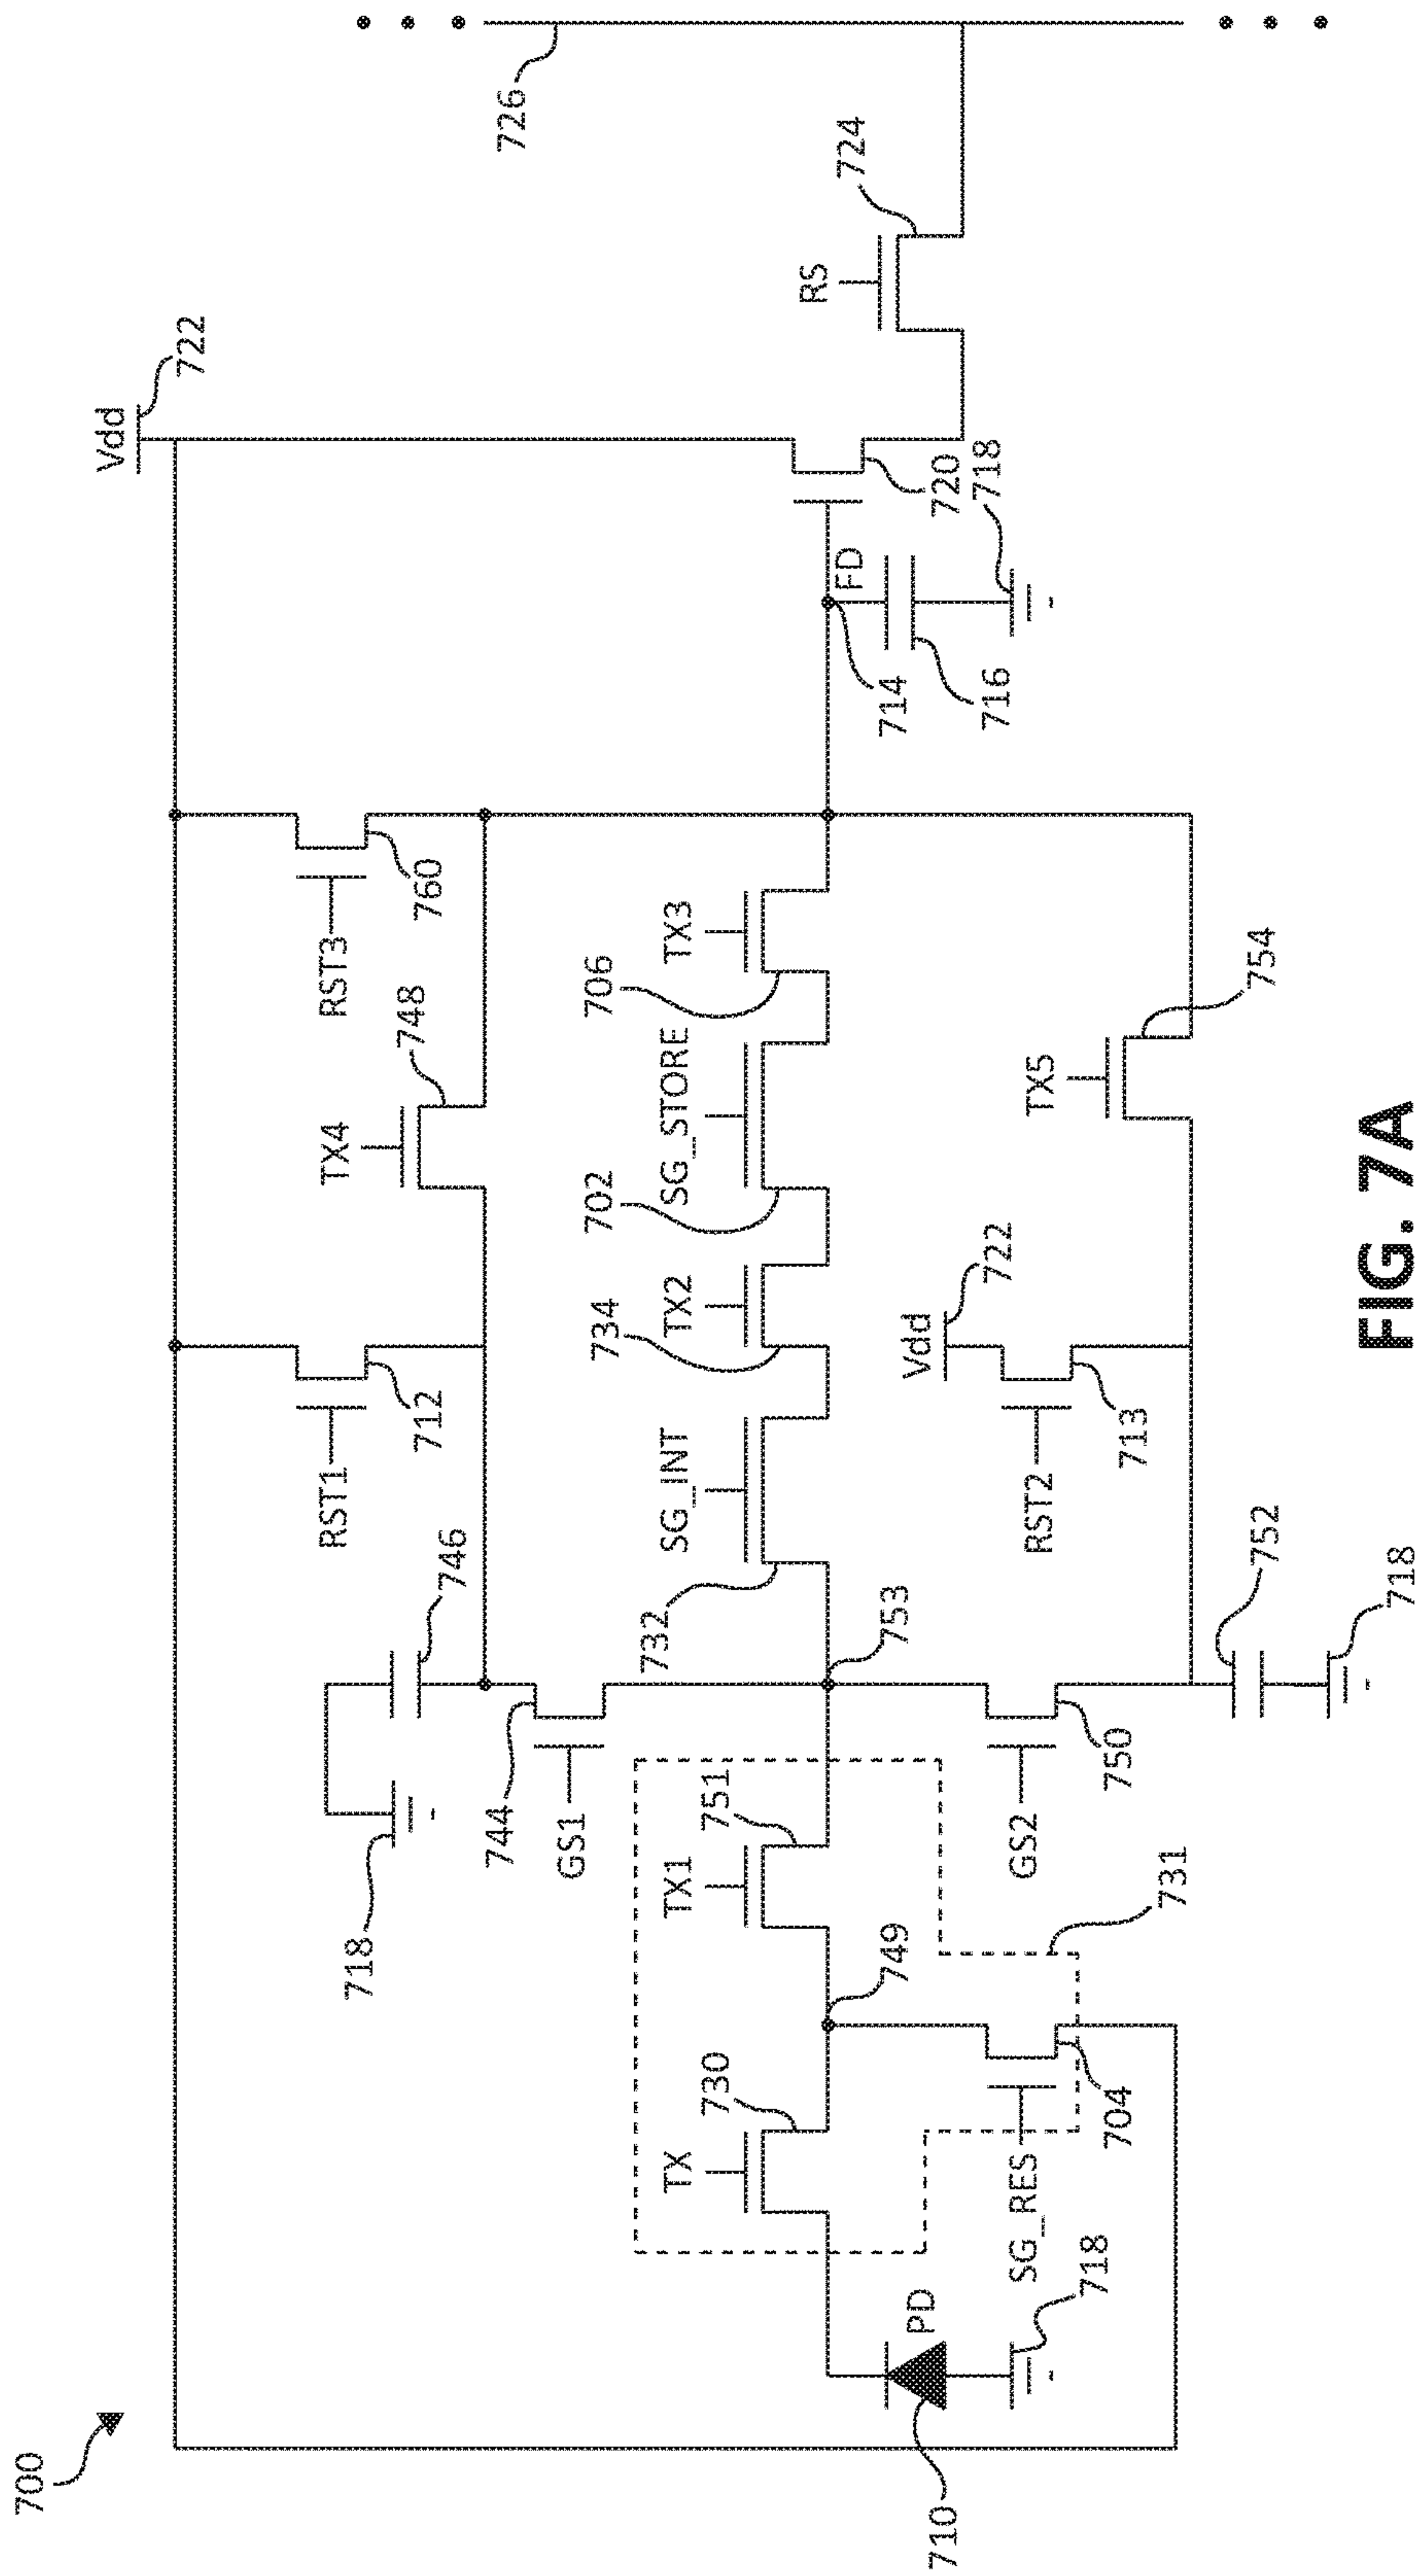 700
Vdd
722
726
RST1
712
RST3
760
TX4
748
718
746
744
GS1
TX
730
TX1
751
732
SG_INT
734
TX2
702
SG_STORE
706
TX3
RS
724
749
753
714
FD
716
720
718
710
PD
718
SG_RES
704
731
GS2
750
Vdd
722
RST2
713
TX5
754
752
718
FIG. 7A